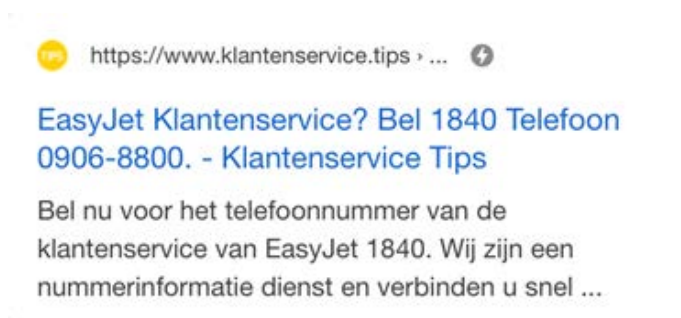 TIPS https://www.klantenservice.tips › ...
EasyJet Klantenservice? Bel 1840 Telefoon
0906-8800. - Klantenservice Tips
Bel nu voor het telefoonnummer van de
klantenservice van EasyJet 1840. Wij zijn een
nummerinformatie dienst en verbinden u snel ...